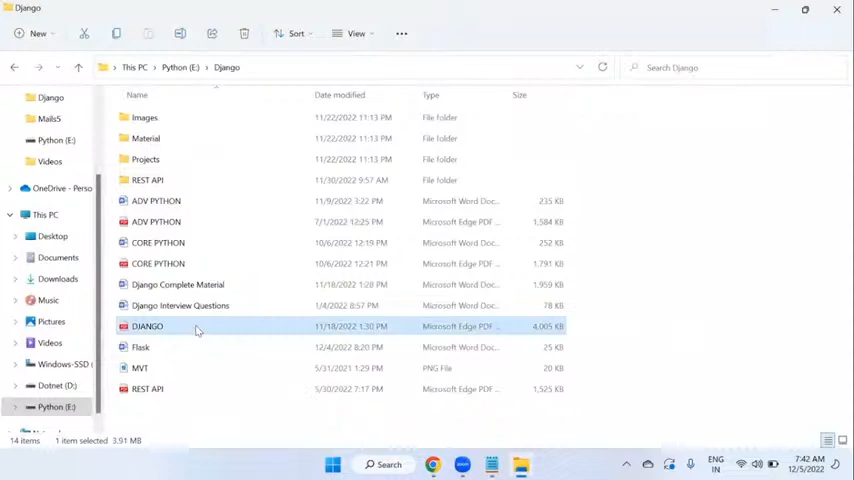 Django
New
Sort
View
This PC
Python (E:)
Django
Search Django
Name
Date modified
Type
Size
Django
MailsS
Python (E:)
Videos
OneDrive - Perso
This PC
Desktop
Documents
Downloads
Music
Pictures
Videos
Windows-SSD
Dotnet (D:)
Python (E:)
Images 11/22/2022 11:13 PM File folder
Material 11/22/2022 11:13 PM File folder
Projects 11/22/2022 11:13 PM File folder
REST API 11/30/2022 9:57 AM File folder
ADV PYTHON 11/9/2022 3:22 PM Microsoft Word Doc... 235 KB
ADV PYTHON 7/1/2022 12:25 PM Microsoft Edge PDF ... 1,584 KB
CORE PYTHON 10/6/2022 12:19 PM Microsoft Word Doc... 252 KB
CORE PYTHON 10/6/2022 12:21 PM Microsoft Edge PDF ... 1,791 KB
Django Complete Material 11/18/2022 1:28 PM Microsoft Word Doc... 1,959 KB
Django Interview Questions 1/4/2022 8:57 PM Microsoft Word Doc... 78 KB
DJANGO 11/18/2022 1:30 PM Microsoft Edge PDF ... 4,005 KB
Flask 12/4/2022 8:20 PM Microsoft Word Doc... 25 KB
MVT 5/31/2021 1:29 PM PNG File 20 KB
REST API 5/30/2022 7:17 PM Microsoft Edge PDF ... 1,525 KB
14 items 1 item selected 3.91 MB
Search
ENG
IN
7:42 AM
12/5/2022